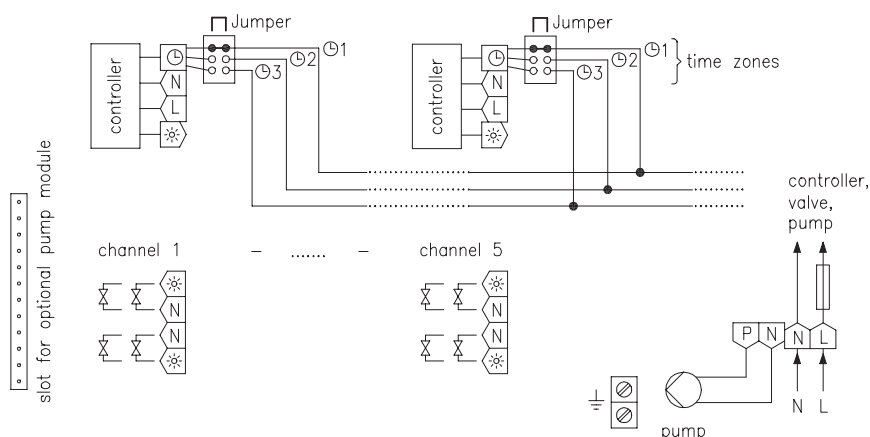 Jumper
Jumper
1
2
3
1
2
3
time zones
controller
N
L
controller
N
L
slot for optional pump module
channel 1 – ....... – channel 5
N
N
N
N
controller,
valve,
pump
P N N L
N L
pump